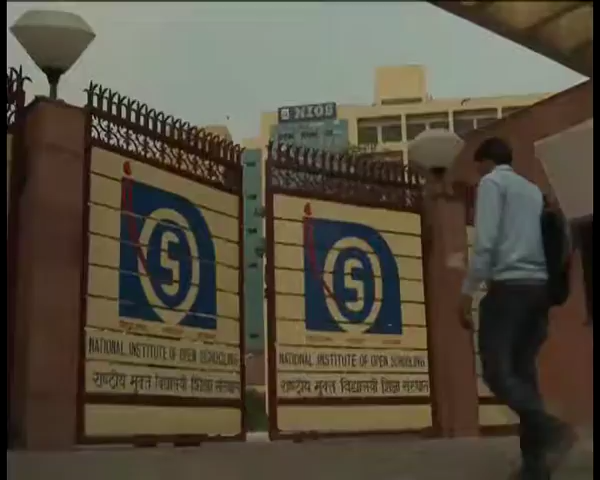 NIOS
NATIONAL INSTITUTE OF OPEN SCHOOLING
राष्ट्रीय मुक्त विद्यालयी शिक्षा संस्थान
NATIONAL INSTITUTE OF OPEN SCHOOLING
राष्ट्रीय मुक्त विद्यालयी शिक्षा संस्थान